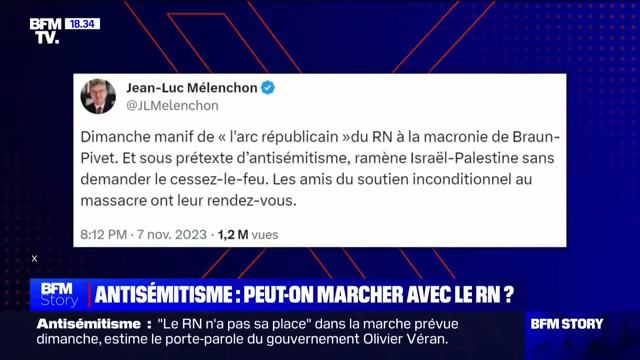 BFM 18.34
TV.
Jean-Luc Mélenchon
@JLMelenchon
Dimanche manif de « l'arc républicain »du RN à la macronie de Braun-
Pivet. Et sous prétexte d'antisémitisme, ramène Israël-Palestine sans
demander le cessez-le-feu. Les amis du soutien inconditionnel au
massacre ont leur rendez-vous.
8:12 PM · 7 nov. 2023 · 1,2 M vues
X
BFM
Story
ANTISÉMITISME : PEUT-ON MARCHER AVEC LE RN ?
Antisémitisme : "Le RN n'a pas sa place" dans la marche prévue
dimanche, estime le porte-parole du gouvernement Olivier Véran.
BFM STORY